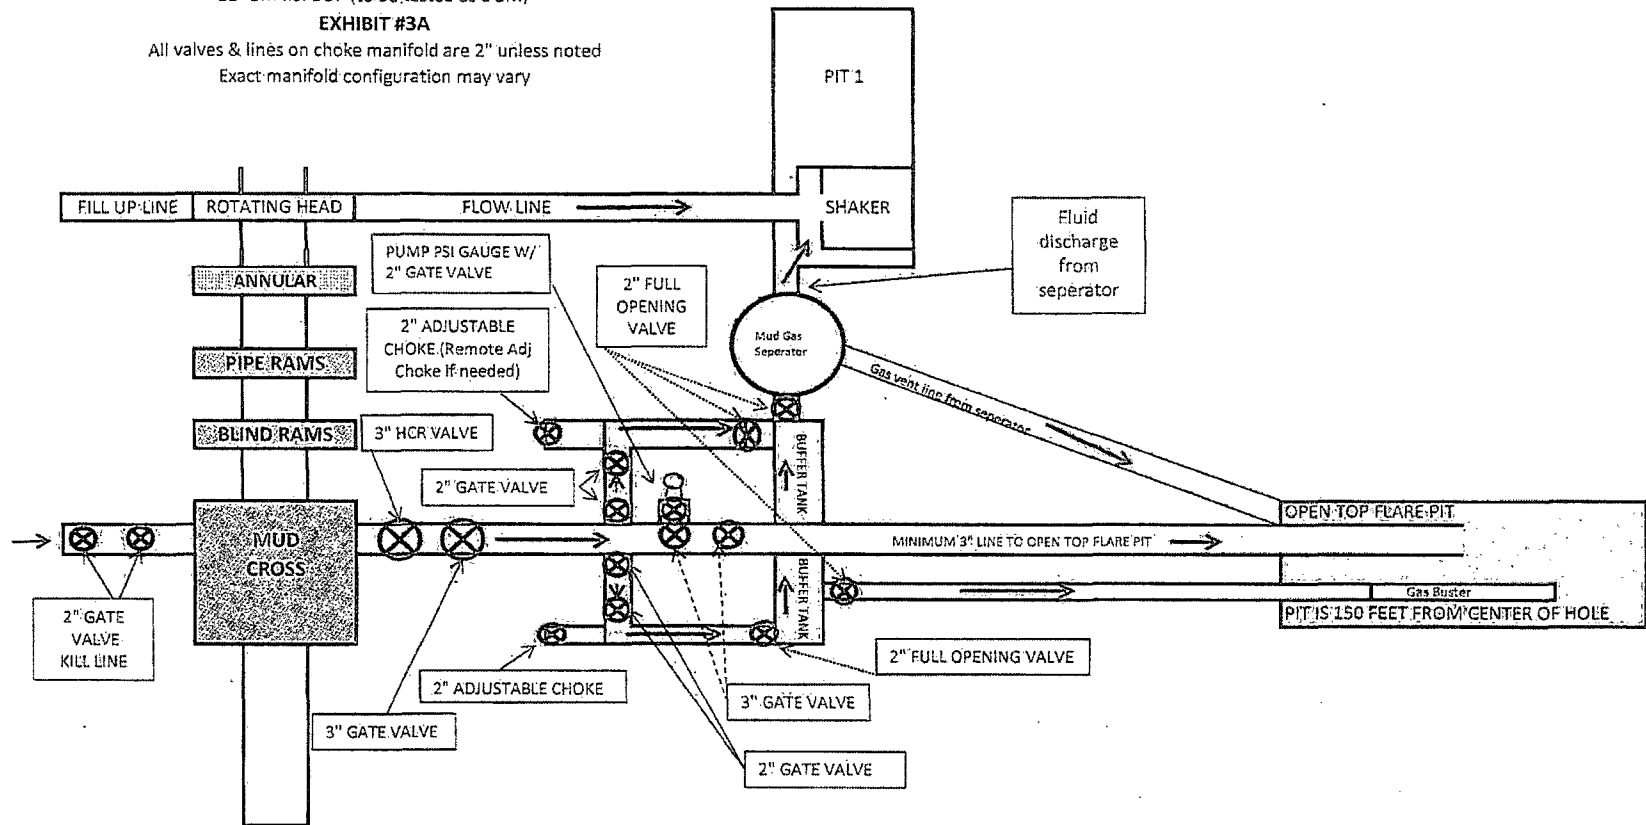 EXHIBIT #3A
All valves & lines on choke manifold are 2" unless noted
Exact manifold configuration may vary
PIT 1
FILL UP LINE
ROTATING HEAD
FLOW LINE
SHAKER
Fluid
discharge
from
seperator
PUMP PSI GAUGE W/
2" GATE VALVE
2" FULL
OPENING
VALVE
ANNULAR
2" ADJUSTABLE
CHOKE (Remote Adj
Choke If needed)
Mud Gas
Seperator
PIPE RAMS
Gas vent line from seperator
BLIND RAMS
3" HCR VALVE
BUFFER TANK
2" GATE VALVE
OPEN TOP FLARE PIT
MUD
CROSS
MINIMUM 3" LINE TO OPEN TOP FLARE PIT
BUFFER TANK
Gas Buster
PIT IS 150 FEET FROM CENTER OF HOLE
2" GATE
VALVE
KILL LINE
2" FULL OPENING VALVE
2" ADJUSTABLE CHOKE
3" GATE VALVE
3" GATE VALVE
2" GATE VALVE